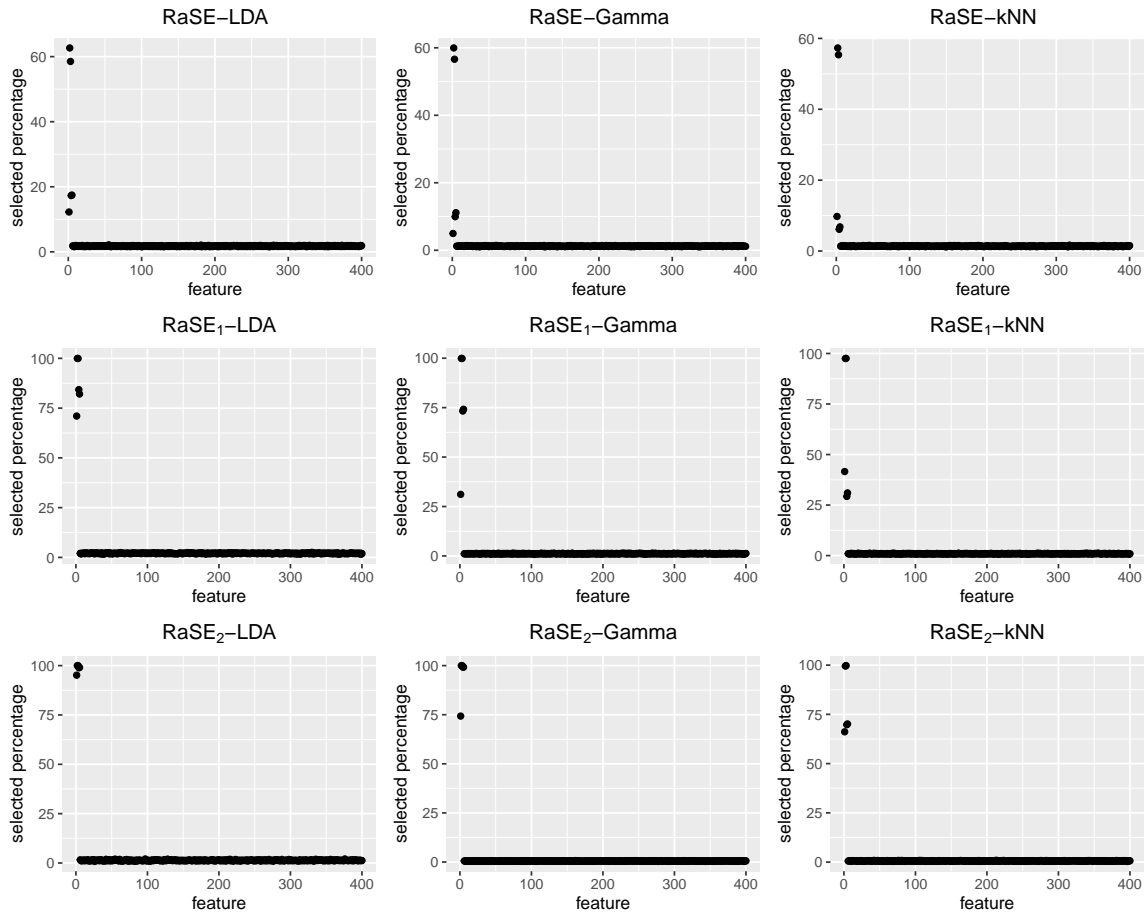 RaSE−LDA
RaSE−Gamma
RaSE−kNN
60
40
20
0
0 100 200 300 400
feature
selected percentage
60
40
20
0
0 100 200 300 400
feature
selected percentage
60
40
20
0
0 100 200 300 400
feature
selected percentage
RaSE₁−LDA
RaSE₁−Gamma
RaSE₁−kNN
100
75
50
25
0
0 100 200 300 400
feature
selected percentage
100
75
50
25
0
0 100 200 300 400
feature
selected percentage
100
75
50
25
0
0 100 200 300 400
feature
selected percentage
RaSE₂−LDA
RaSE₂−Gamma
RaSE₂−kNN
100
75
50
25
0
0 100 200 300 400
feature
selected percentage
100
75
50
25
0
0 100 200 300 400
feature
selected percentage
100
75
50
25
0
0 100 200 300 400
feature
selected percentage